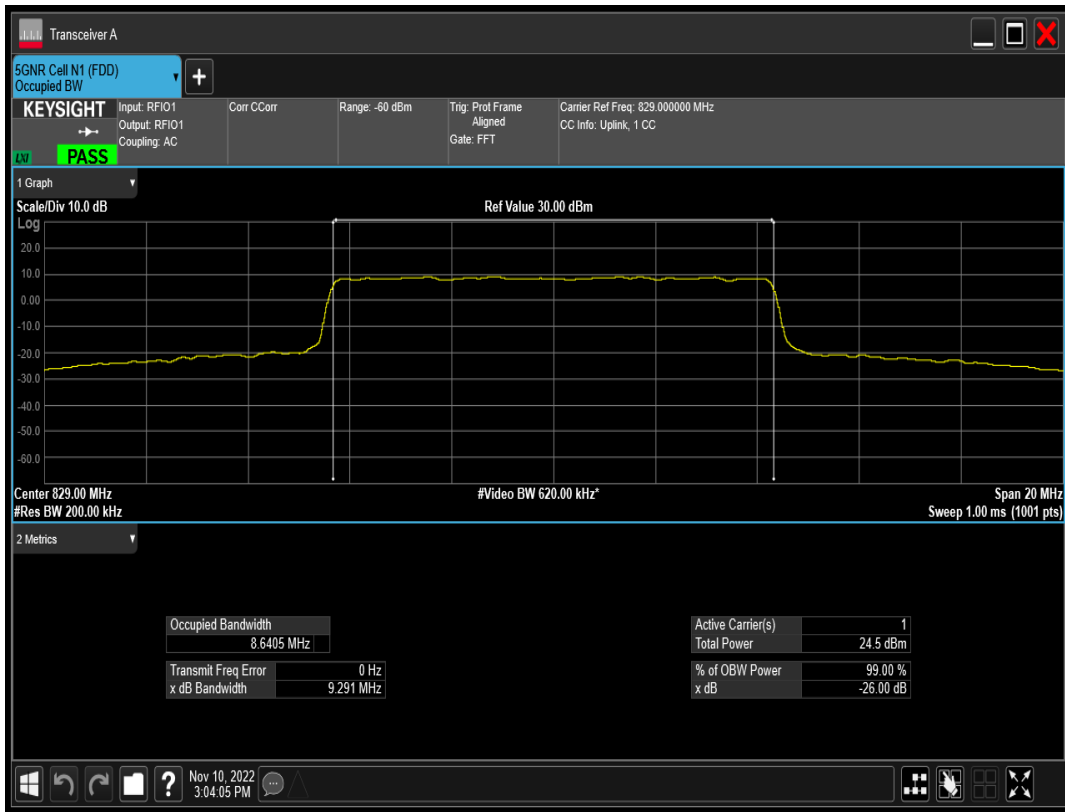 Transceiver A
5GNR Cell N1 (FDD)
Occupied BW
+
KEYSIGHT
LXI
PASS
Input: RFIO1
Output: RFIO1
Coupling: AC
Corr CCorr
Range: -60 dBm
Trig: Prot Frame
Aligned
Gate: FFT
Carrier Ref Freq: 829.000000 MHz
CC Info: Uplink, 1 CC
1 Graph
Scale/Div 10.0 dB
Ref Value 30.00 dBm
Log
20.0
10.0
0.00
-10.0
-20.0
-30.0
-40.0
-50.0
-60.0
Center 829.00 MHz
#Video BW 620.00 kHz*
Span 20 MHz
#Res BW 200.00 kHz
Sweep 1.00 ms (1001 pts)
2 Metrics
Occupied Bandwidth
8.6405 MHz
Transmit Freq Error 0 Hz
x dB Bandwidth 9.291 MHz
Active Carrier(s) 1
Total Power 24.5 dBm
% of OBW Power 99.00 %
x dB -26.00 dB
?
Nov 10, 2022
3:04:05 PM